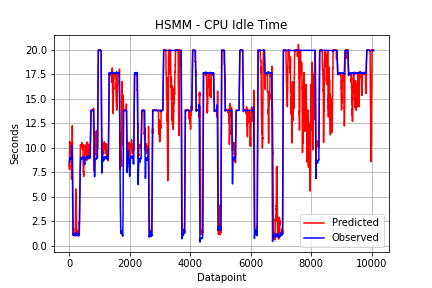 HSMM - CPU Idle Time
20.0
17.5
15.0
12.5
10.0
7.5
5.0
2.5
0.0
Seconds
0 2000 4000 6000 8000 10000
Datapoint
Predicted
Observed